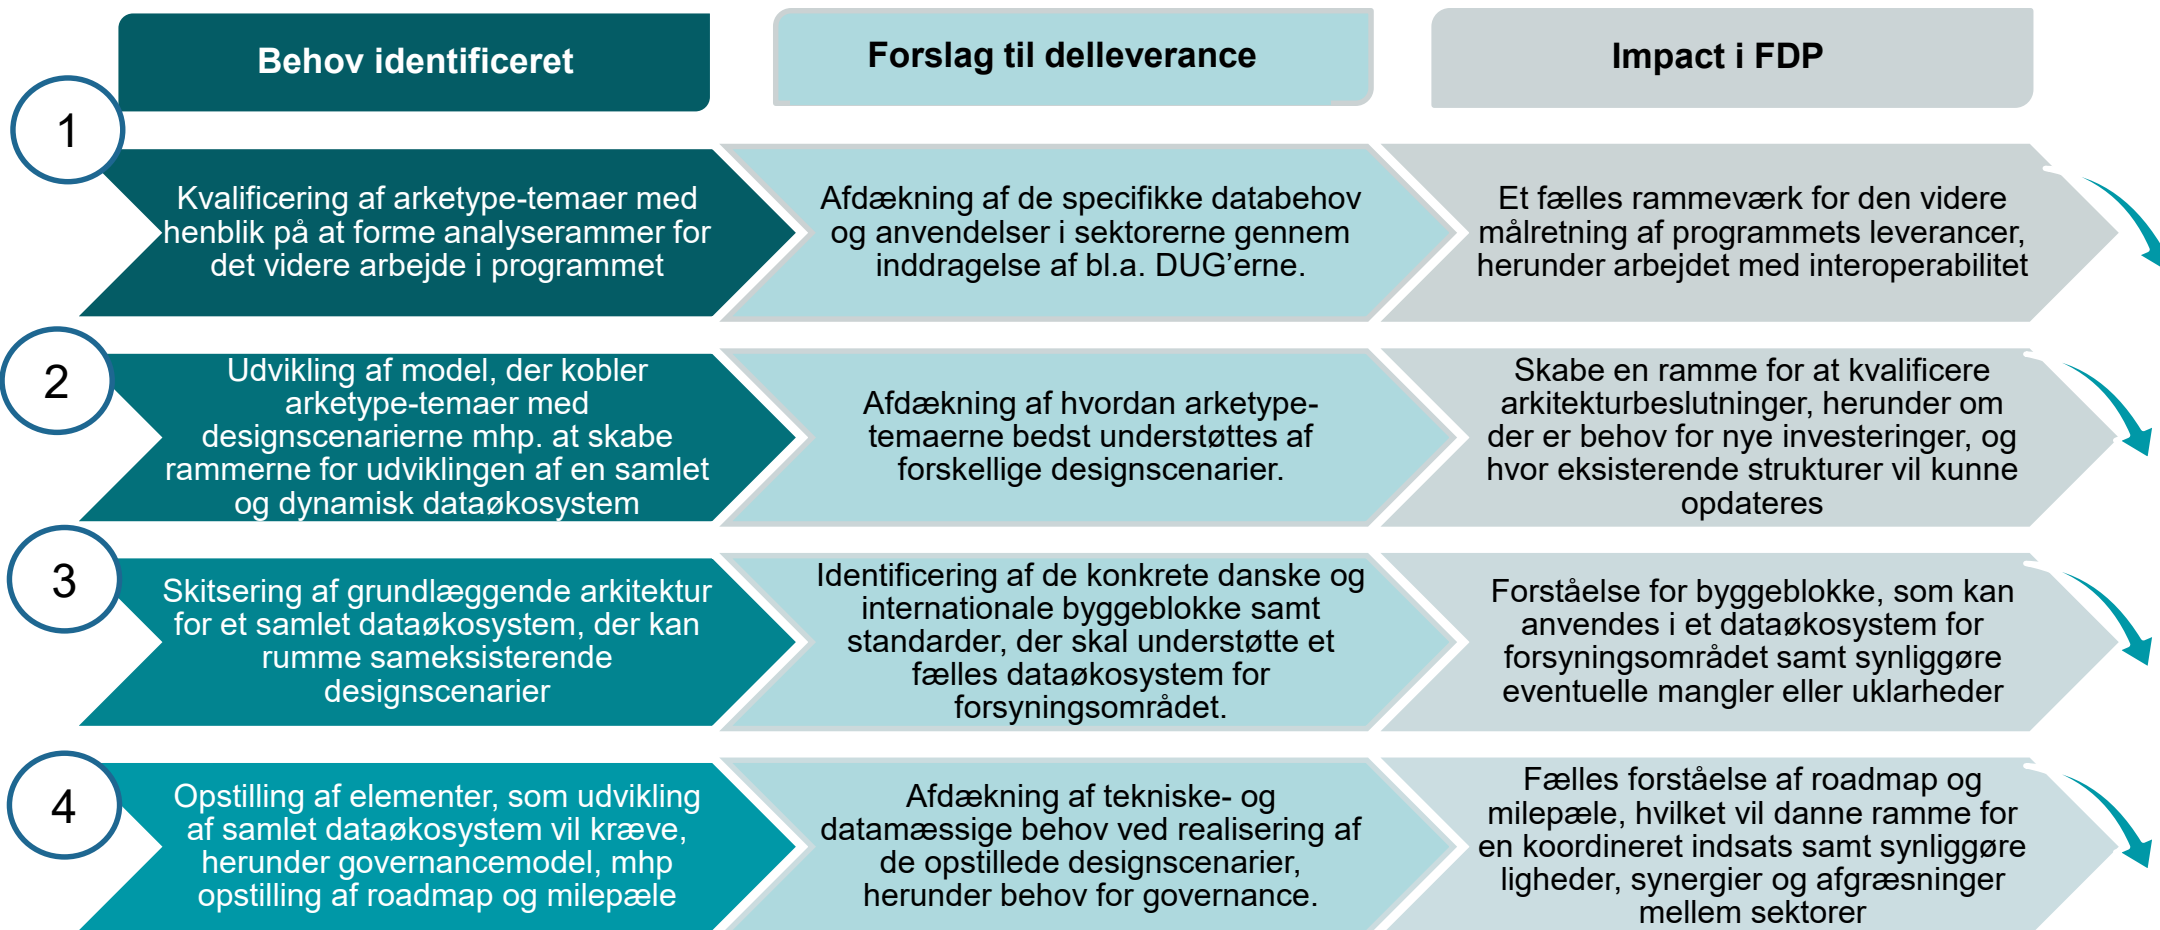 Behov identificeret
Forslag til delleverance
Impact i FDP
1
Kvalificering af arketype-temaer med
henblik på at forme analyserammer for
det videre arbejde i programmet
Afdækning af de specifikke databehov
og anvendelser i sektorerne gennem
inddragelse af bl.a. DUG’erne.
Et fælles rammeværk for den videre
målretning af programmets leverancer,
herunder arbejdet med interoperabilitet
2
Udvikling af model, der kobler
arketype-temaer med
designscenarierne mhp. at skabe
rammerne for udviklingen af en samlet
og dynamisk dataøkosystem
Afdækning af hvordan arketype-
temaerne bedst understøttes af
forskellige designscenarier.
Skabe en ramme for at kvalificere
arkitekturbeslutninger, herunder om
der er behov for nye investeringer, og
hvor eksisterende strukturer vil kunne
opdateres
3
Skitsering af grundlæggende arkitektur
for et samlet dataøkosystem, der kan
rumme sameksisterende
designscenarier
Identificering af de konkrete danske og
internationale byggeblokke samt
standarder, der skal understøtte et
fælles dataøkosystem for
forsyningsområdet.
Forståelse for byggeblokke, som kan
anvendes i et dataøkosystem for
forsyningsområdet samt synliggøre
eventuelle mangler eller uklarheder
4
Opstilling af elementer, som udvikling
af samlet dataøkosystem vil kræve,
herunder governancemodel, mhp
opstilling af roadmap og milepæle
Afdækning af tekniske- og
datamæssige behov ved realisering af
de opstillede designscenarier,
herunder behov for governance.
Fælles forståelse af roadmap og
milepæle, hvilket vil danne ramme for
en koordineret indsats samt synliggøre
ligheder, synergier og afgræsninger
mellem sektorer